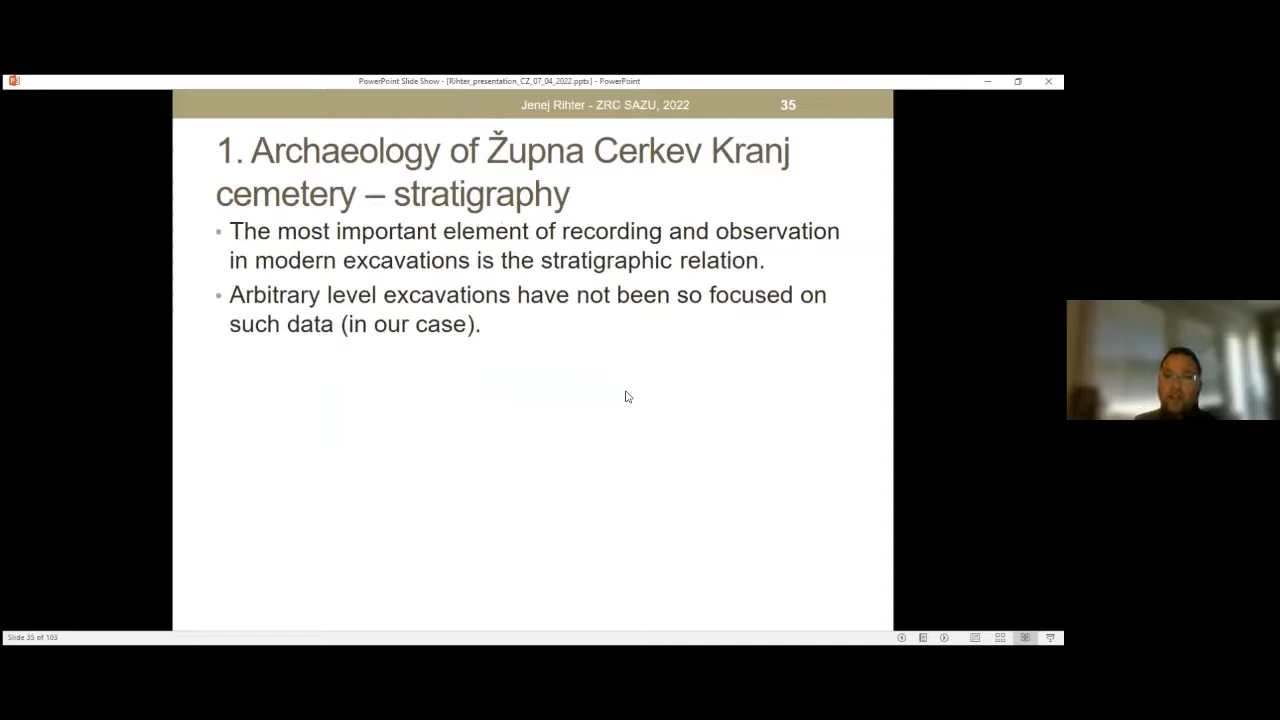 PowerPoint Slide Show - [Rihter_presentation_CZ_07_04_2022.pptx] - PowerPoint
Jenej Rihter - ZRC SAZU, 2022
35
1. Archaeology of Župna Cerkev Kranj
cemetery – stratigraphy
• The most important element of recording and observation
in modern excavations is the stratigraphic relation.
• Arbitrary level excavations have not been so focused on
such data (in our case).
Slide 35 of 103